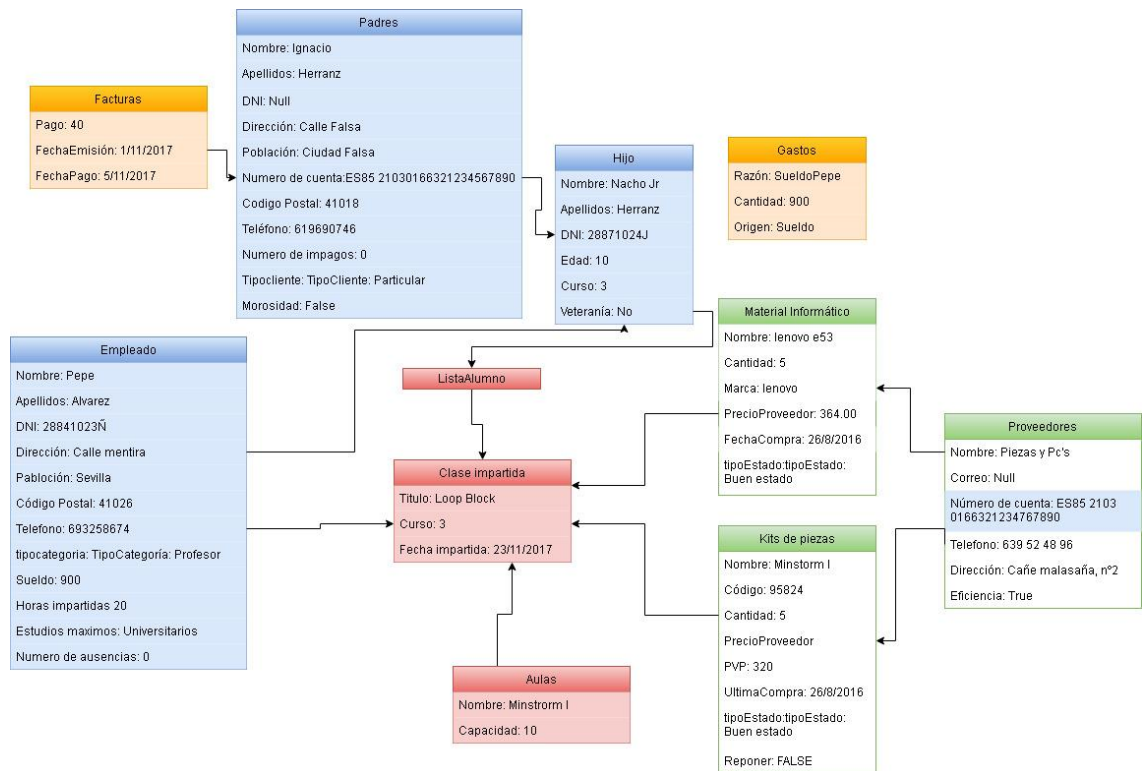 Padres
Nombre: Ignacio
Apellidos: Herranz
DNI: Null
Dirección: Calle Falsa
Población: Ciudad Falsa
Numero de cuenta:ES85 21030166321234567890
Codigo Postal: 41018
Teléfono: 619690746
Numero de impagos: 0
Tipocliente: TipoCliente: Particular
Morosidad: False
Facturas
Pago: 40
FechaEmisión: 1/11/2017
FechaPago: 5/11/2017
Hijo
Nombre: Nacho Jr
Apellidos: Herranz
DNI: 28871024J
Edad: 10
Curso: 3
Veteranía: No
Gastos
Razón: SueldoPepe
Cantidad: 900
Origen: Sueldo
Empleado
Nombre: Pepe
Apellidos: Alvarez
DNI: 28841023Ñ
Dirección: Calle mentira
Pabloción: Sevilla
Código Postal: 41026
Telefono: 693258674
tipocategoria: TipoCategoría: Profesor
Sueldo: 900
Horas impartidas 20
Estudios maximos: Universitarios
Numero de ausencias: 0
ListaAlumno
Clase impartida
Titulo: Loop Block
Curso: 3
Fecha impartida: 23/11/2017
Aulas
Nombre: Minstrorm I
Capacidad: 10
Material Informático
Nombre: lenovo e53
Cantidad: 5
Marca: lenovo
PrecioProveedor: 364.00
FechaCompra: 26/8/2016
tipoEstado:tipoEstado:
Buen estado
Kits de piezas
Nombre: Minstorm I
Código: 95824
Cantidad: 5
PrecioProveedor
PVP: 320
UltimaCompra: 26/8/2016
tipoEstado:tipoEstado:
Buen estado
Reponer: FALSE
Proveedores
Nombre: Piezas y Pc's
Correo: Null
Número de cuenta: ES85 2103
0166321234767890
Telefono: 639 52 48 96
Dirección: Cañe malasaña, nº2
Eficiencia: True